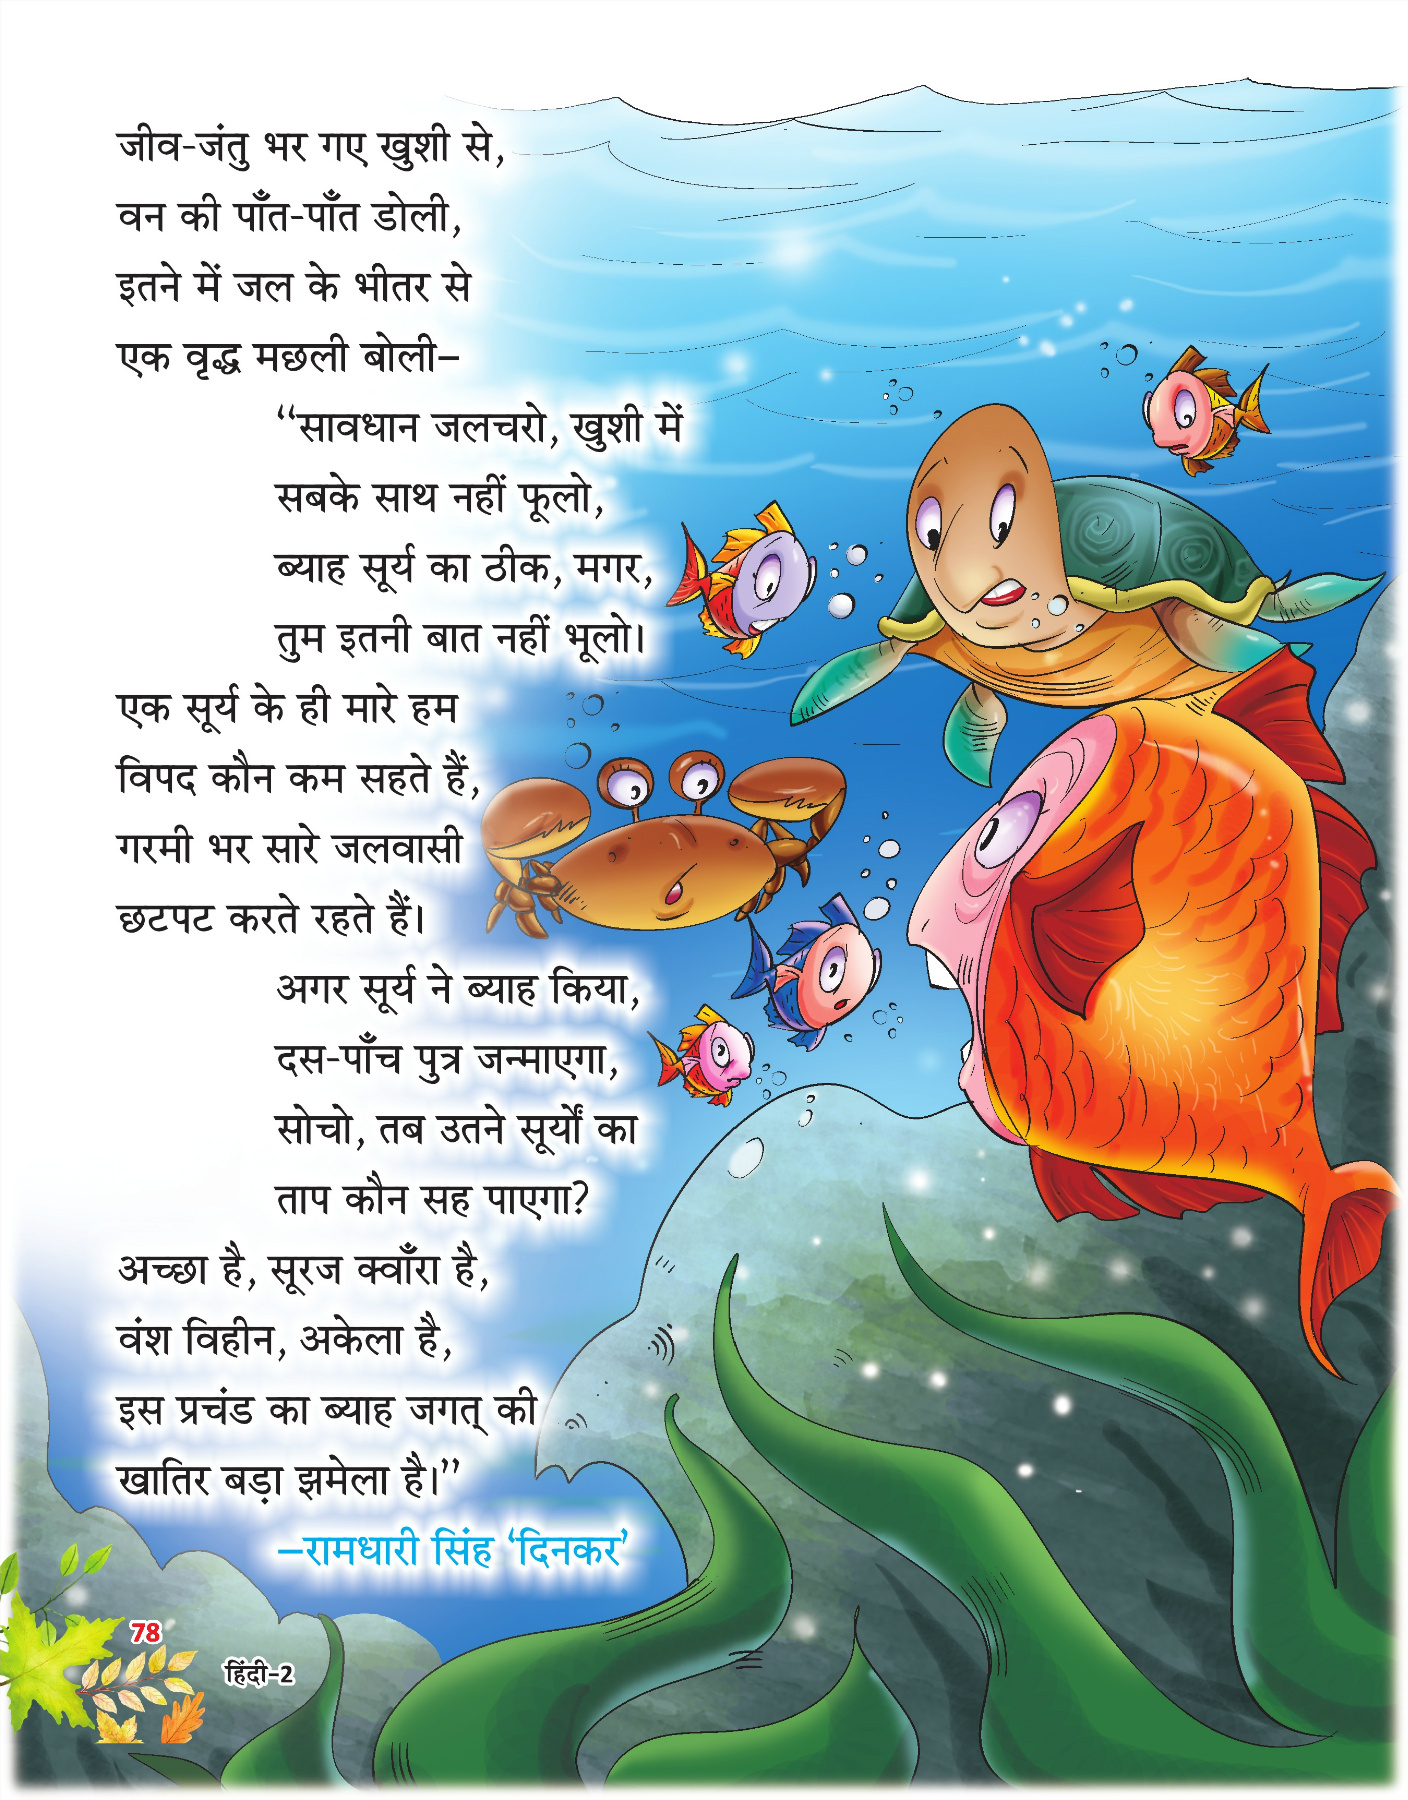 जीव-जंतु भर गए खुशी से,
वन की पाँत-पाँत डोली,
इतने में जल के भीतर से
एक वृद्ध मछली बोली–
“सावधान जलचरो, खुशी में
सबके साथ नहीं फूलो,
ब्याह सूर्य का ठीक, मगर,
तुम इतनी बात नहीं भूलो।
एक सूर्य के ही मारे हम
विपद कौन कम सहते हैं,
गरमी भर सारे जलवासी
छटपट करते रहते हैं।
अगर सूर्य ने ब्याह किया,
दस-पाँच पुत्र जन्माएगा,
सोचो, तब उतने सूर्यों का
ताप कौन सह पाएगा?
अच्छा है, सूरज क्वाँरा है,
वंश विहीन, अकेला है,
इस प्रचंड का ब्याह जगत् की
खातिर बड़ा झमेला है।”
–रामधारी सिंह ‘दिनकर’
78
हिंदी–2